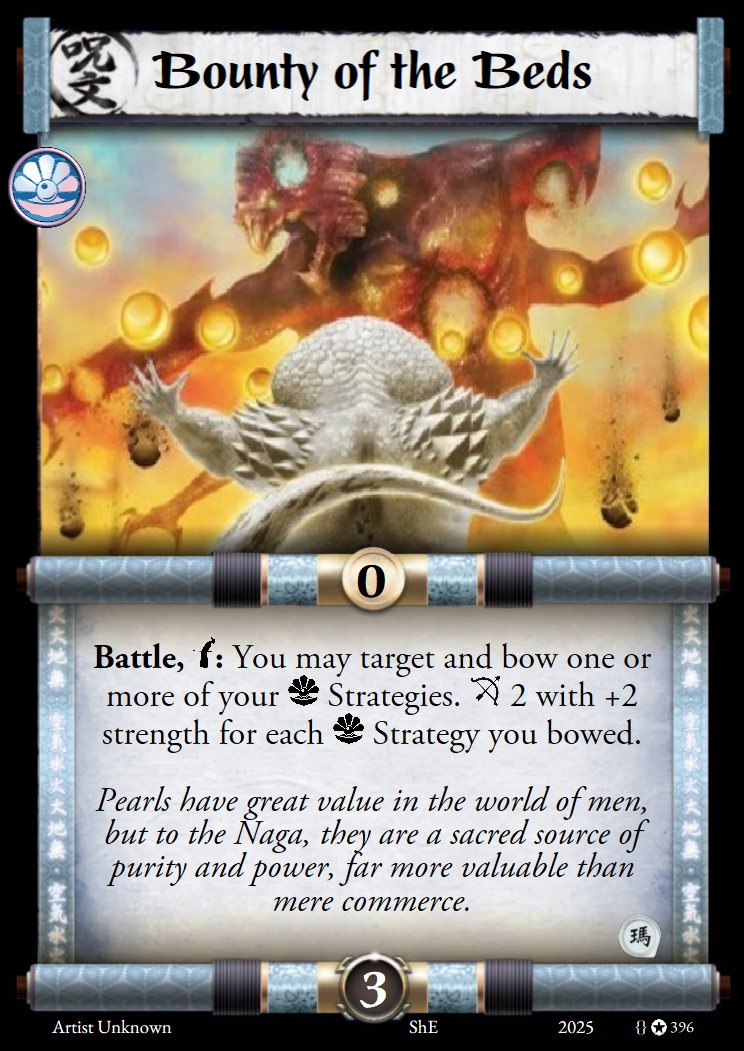 呪文
Bounty of the Beds
0
Battle, : You may target and bow one or
more of your Strategies. 2 with +2
strength for each Strategy you bowed.
Pearls have great value in the world of men,
but to the Naga, they are a sacred source of
purity and power, far more valuable than
mere commerce.
瑪
3
Artist Unknown ShE 2025 {} 396